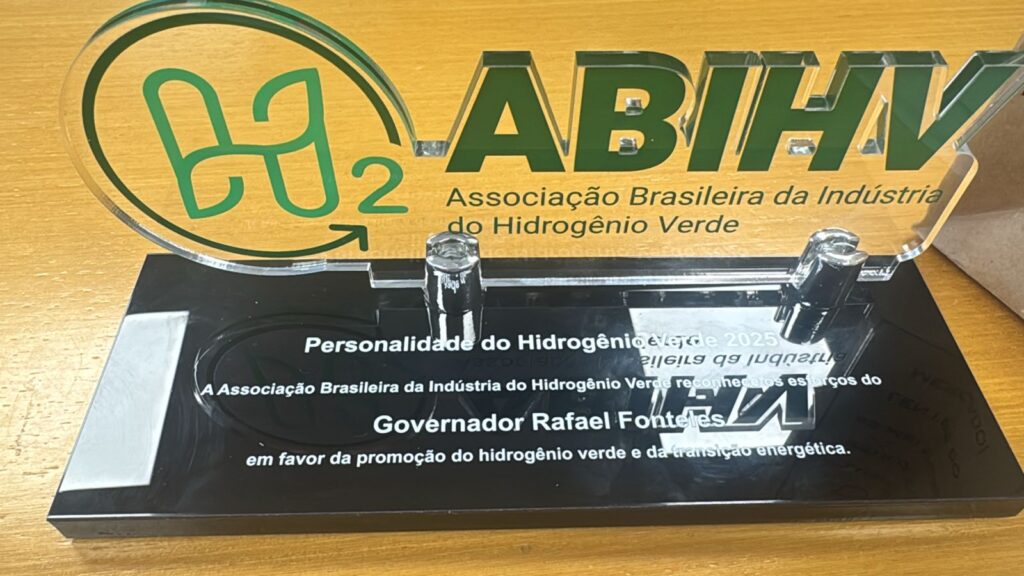 H2
ABIHV
Associação Brasileira da Indústria
do Hidrogênio Verde
Personalidade do Hidrogênio Verde 2025
A Associação Brasileira da Indústria do Hidrogênio Verde reconhece os esforços do
Governador Rafael Fonteles
em favor da promoção do hidrogênio verde e da transição energética.